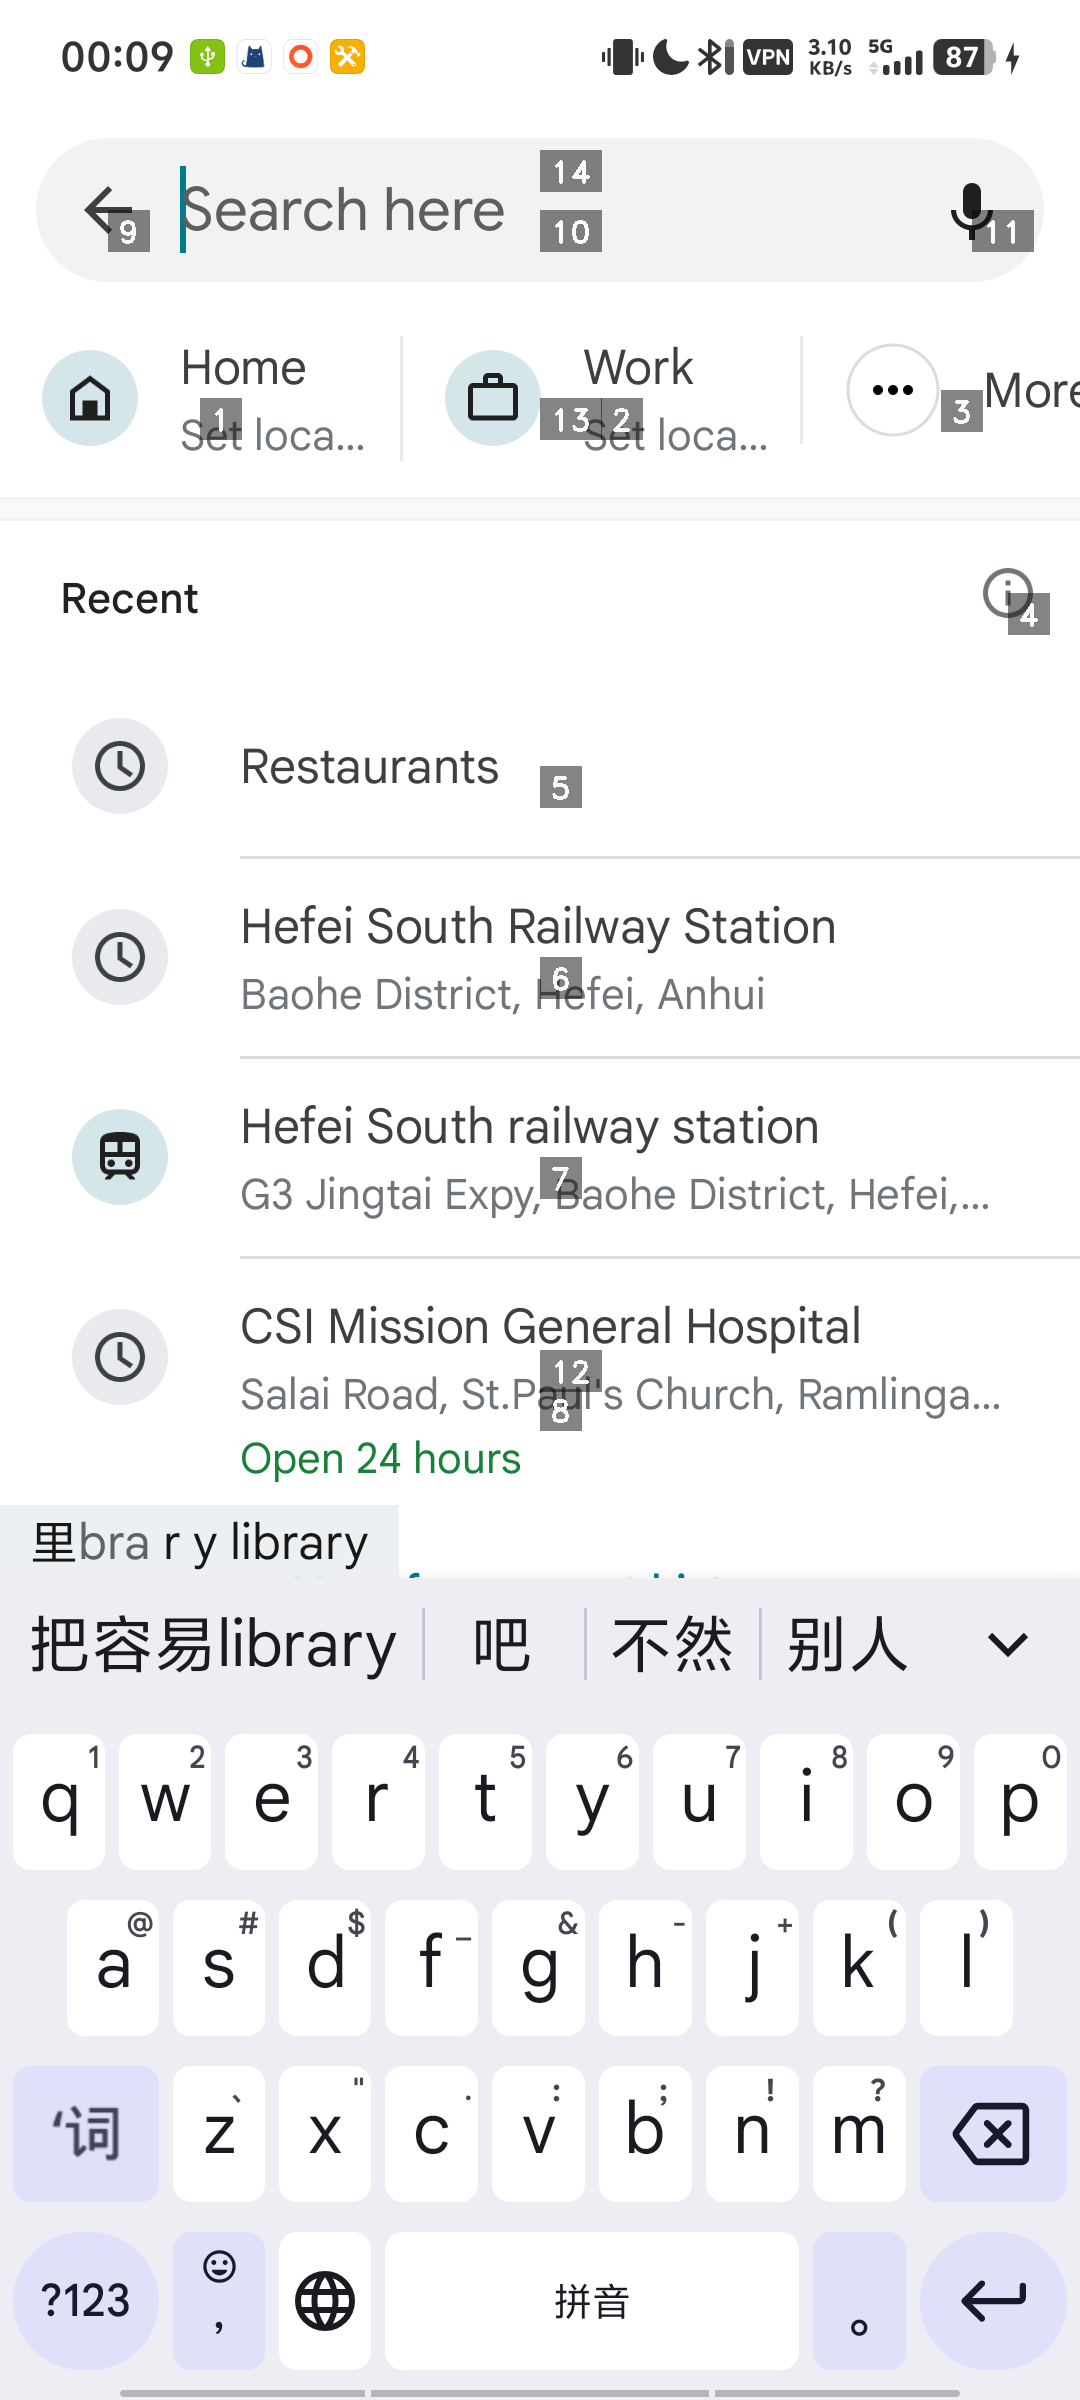 00:09
VPN
3.10
KB/s
5G
87
14
Search here
9
10
11
Home
Work
More
1
Set loca...
13
2
Set loca...
3
Recent
4
Restaurants
5
Hefei South Railway Station
6
Baohe District, Hefei, Anhui
Hefei South railway station
7
G3 Jingtai Expy, Baohe District, Hefei,...
CSI Mission General Hospital
12
Salai Road, St.Paul's Church, Ramlinga...
8
Open 24 hours
里bra r y library
把容易library 吧 不然 别人
1 2 3 4 5 6 7 8 9 0
q w e r t y u i o p
@ # $ _ & - + ( )
a s d f g h j k l
、 " . : ; ! ?
'词 z x c v b n m
?123 , 拼音 。